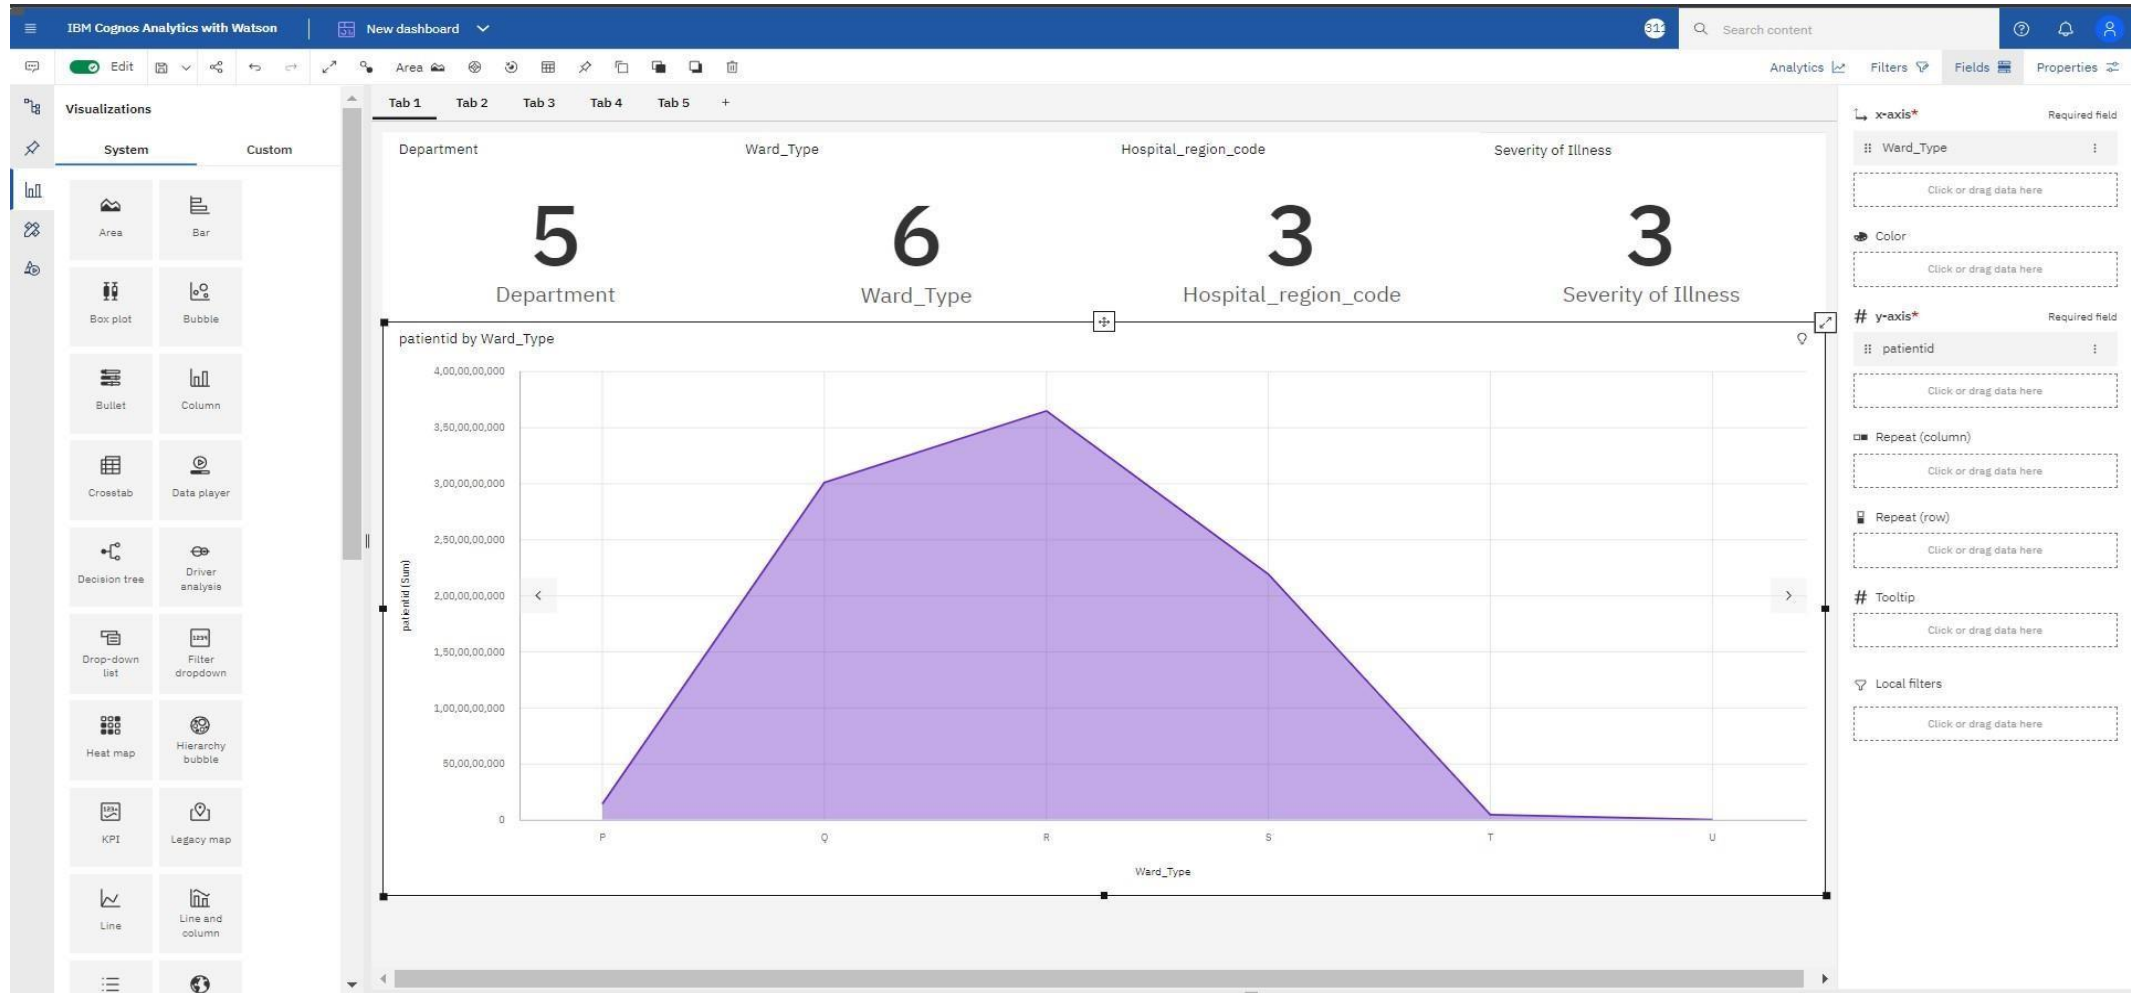 IBM Cognos Analytics with Watson
New dashboard
311
Search content
Edit
Area
Analytics
Filters
Fields
Properties
Visualizations
System
Custom
Area
Bar
Box plot
Bubble
Bullet
Column
Crosstab
Data player
Decision tree
Driver
analysis
Drop-down
list
Filter
dropdown
Heat map
Hierarchy
bubble
KPI
Legacy map
Line
Line and
column
Tab 1
Tab 2
Tab 3
Tab 4
Tab 5
+
Department
5
Department
Ward_Type
6
Ward_Type
Hospital_region_code
3
Hospital_region_code
Severity of Illness
3
Severity of Illness
patientid by Ward_Type
patientid (Sum)
4,00,00,00,000
3,50,00,00,000
3,00,00,00,000
2,50,00,00,000
2,00,00,00,000
1,50,00,00,000
1,00,00,00,000
50,00,00,000
0
P
Q
R
S
T
U
Ward_Type
x-axis*
Required field
Ward_Type
Click or drag data here
Color
Click or drag data here
# y-axis*
Required field
patientid
Click or drag data here
Repeat (column)
Click or drag data here
Repeat (row)
Click or drag data here
# Tooltip
Click or drag data here
Local filters
Click or drag data here